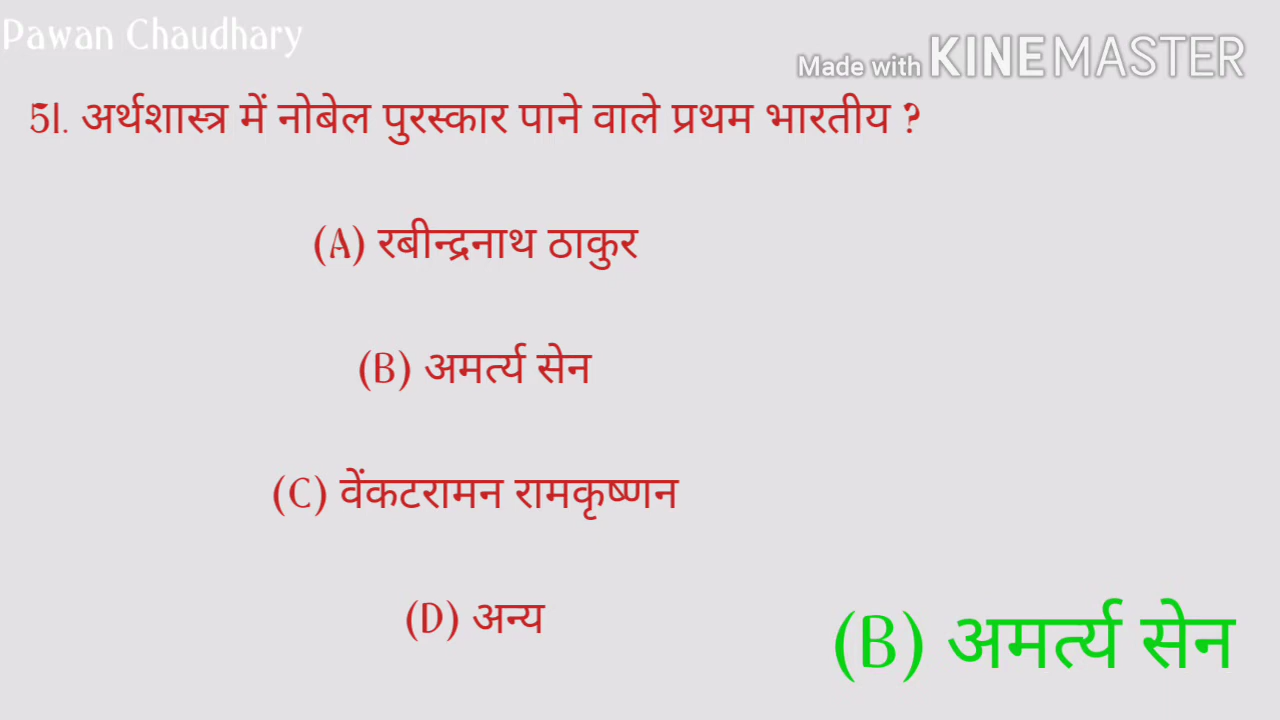 Pawan Chaudhary
Made with KINEMASTER
51. अर्थशास्त्र में नोबेल पुरस्कार पाने वाले प्रथम भारतीय ?
(A) रबीन्द्रनाथ ठाकुर
(B) अमर्त्य सेन
(C) वेंकटरामन रामकृष्णन
(D) अन्य
(B) अमर्त्य सेन